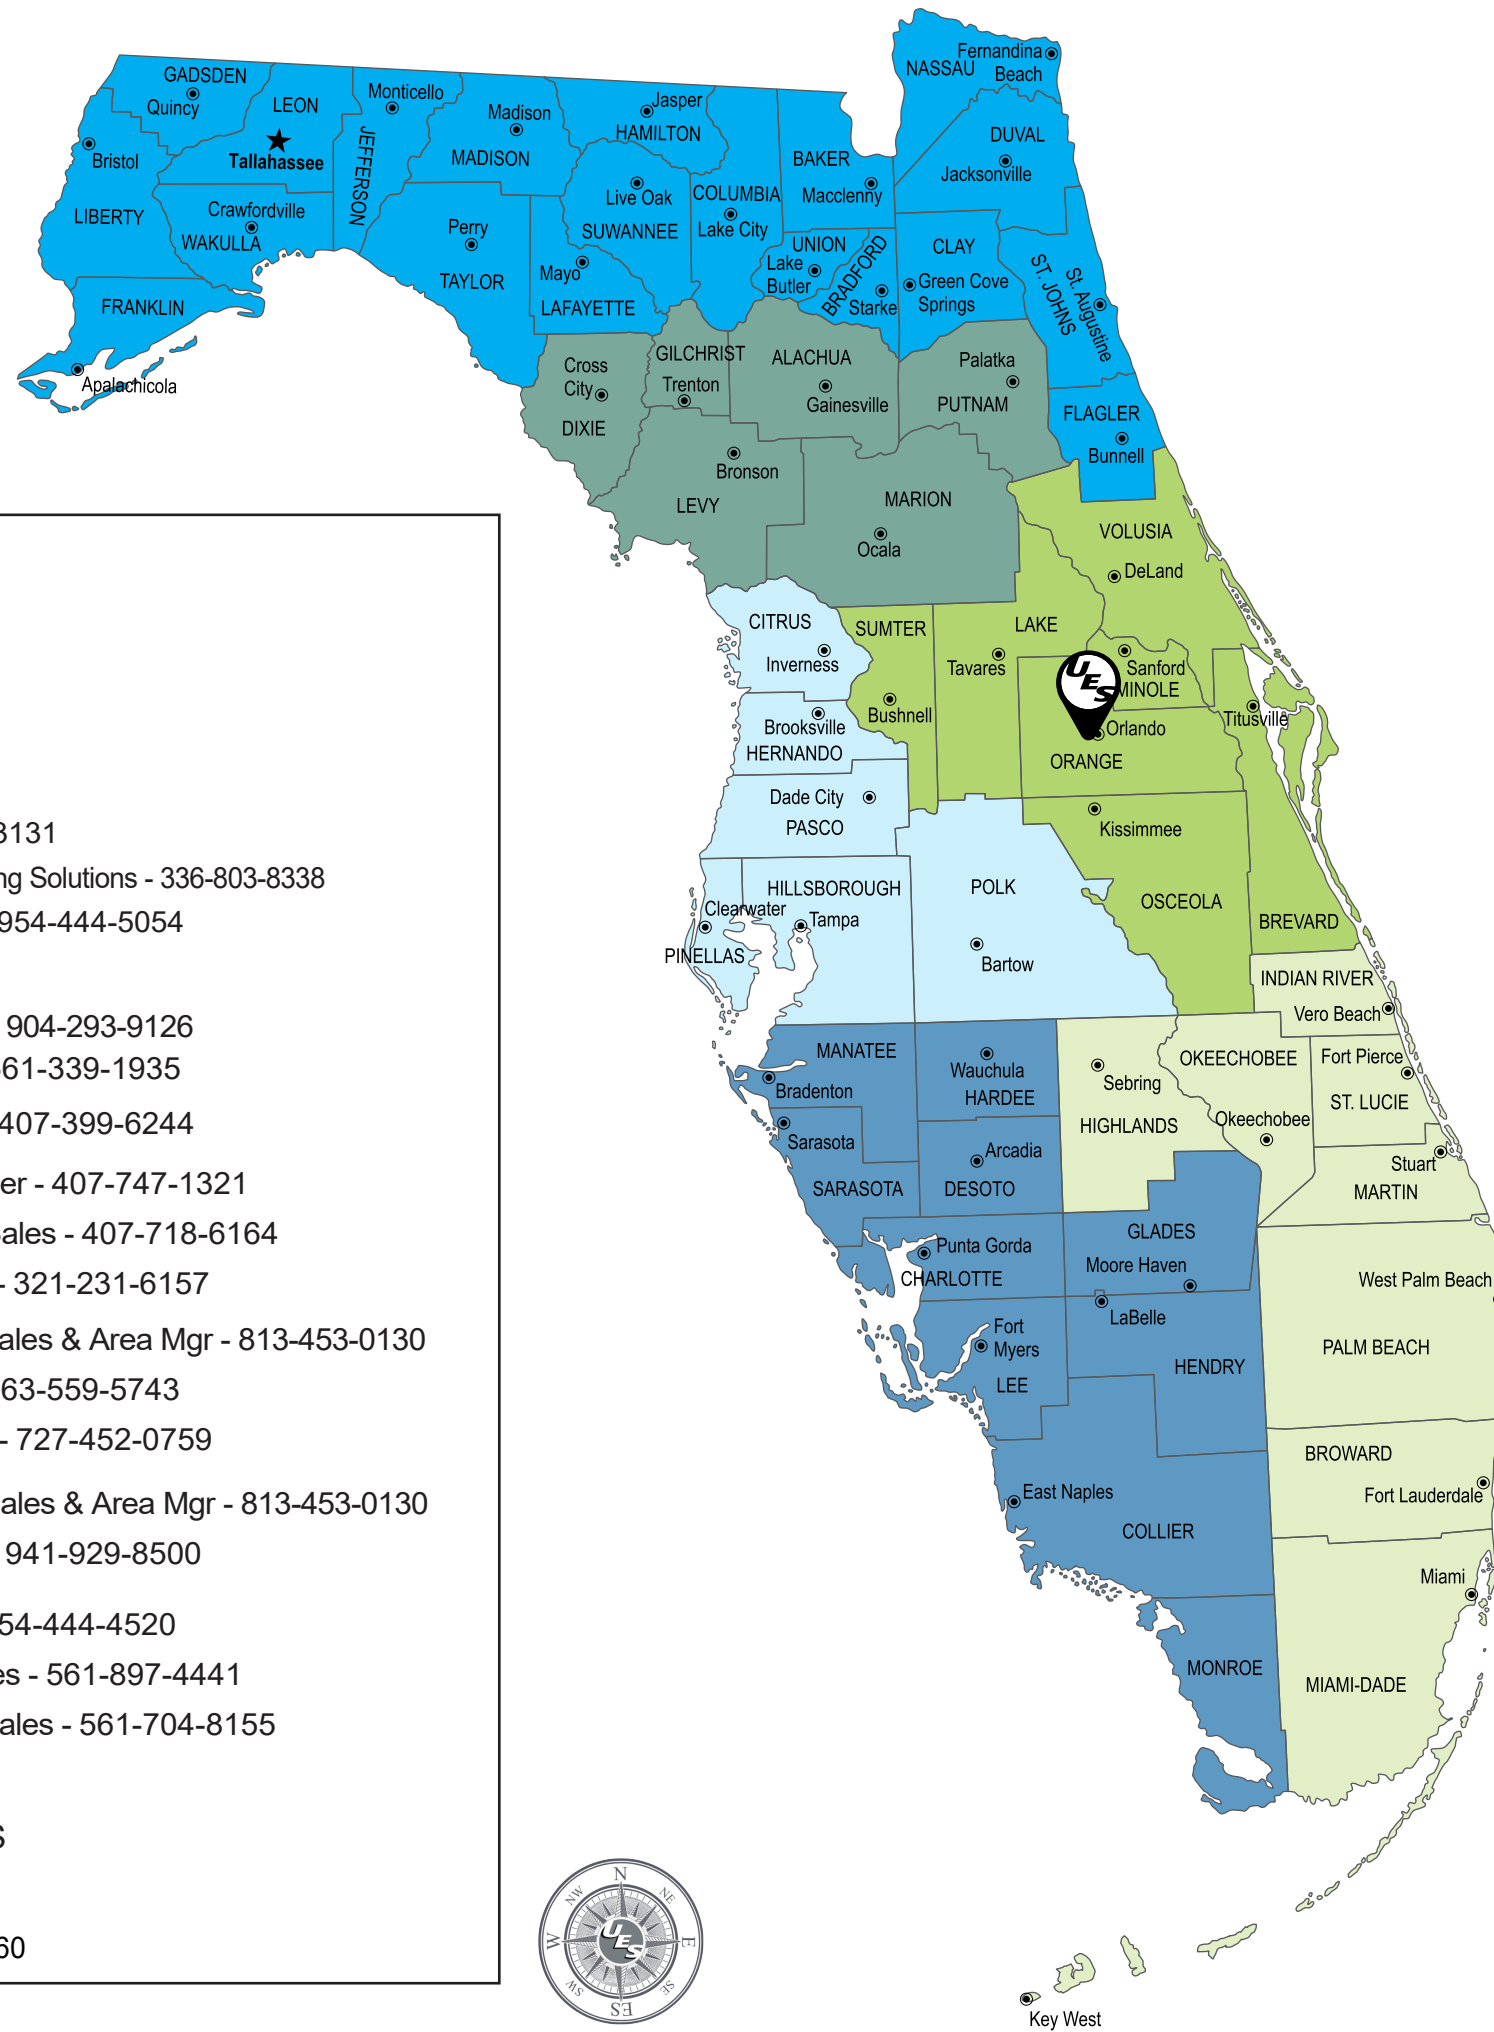 Fernandina
Beach
NASSAU
GADSDEN
Quincy
LEON
Monticello
Jasper
Madison
HAMILTON
DUVAL
Jacksonville
Bristol
Tallahassee
JEFFERSON
MADISON
BAKER
Macclenny
LIBERTY
Crawfordville
WAKULLA
Perry
TAYLOR
Live Oak
SUWANNEE
COLUMBIA
Lake City
UNION
Lake
Butler
BRADFORD
Starke
CLAY
Green Cove
Springs
ST. JOHNS
St. Augustine
Mayo
LAFAYETTE
FRANKLIN
Apalachicola
Cross
City
DIXIE
GILCHRIST
Trenton
ALACHUA
Gainesville
Palatka
PUTNAM
FLAGLER
Bunnell
Bronson
LEVY
MARION
Ocala
VOLUSIA
DeLand
CITRUS
Inverness
SUMTER
Bushnell
LAKE
Tavares
UES
Sanford
MINOLE
Orlando
ORANGE
Titusville
Brooksville
HERNANDO
Dade City
PASCO
Kissimmee
OSCEOLA
BREVARD
HILLSBOROUGH
Clearwater
Tampa
PINELLAS
POLK
Bartow
INDIAN RIVER
Vero Beach
MANATEE
Bradenton
Wauchula
HARDEE
Sebring
HIGHLANDS
OKEECHOBEE
Okeechobee
Fort Pierce
ST. LUCIE
Sarasota
SARASOTA
Arcadia
DESOTO
Stuart
MARTIN
Punta Gorda
CHARLOTTE
GLADES
Moore Haven
LaBelle
HENDRY
West Palm Beach
PALM BEACH
Fort
Myers
LEE
BROWARD
Fort Lauderdale
East Naples
COLLIER
Miami
MONROE
MIAMI-DADE
Key West
3131
ng Solutions - 336-803-8338
954-444-5054
904-293-9126
61-339-1935
407-399-6244
er - 407-747-1321
ales - 407-718-6164
- 321-231-6157
ales & Area Mgr - 813-453-0130
63-559-5743
- 727-452-0759
ales & Area Mgr - 813-453-0130
941-929-8500
54-444-4520
es - 561-897-4441
ales - 561-704-8155
S
60
N
NE
E
SE
ES
SW
W
NW
UES